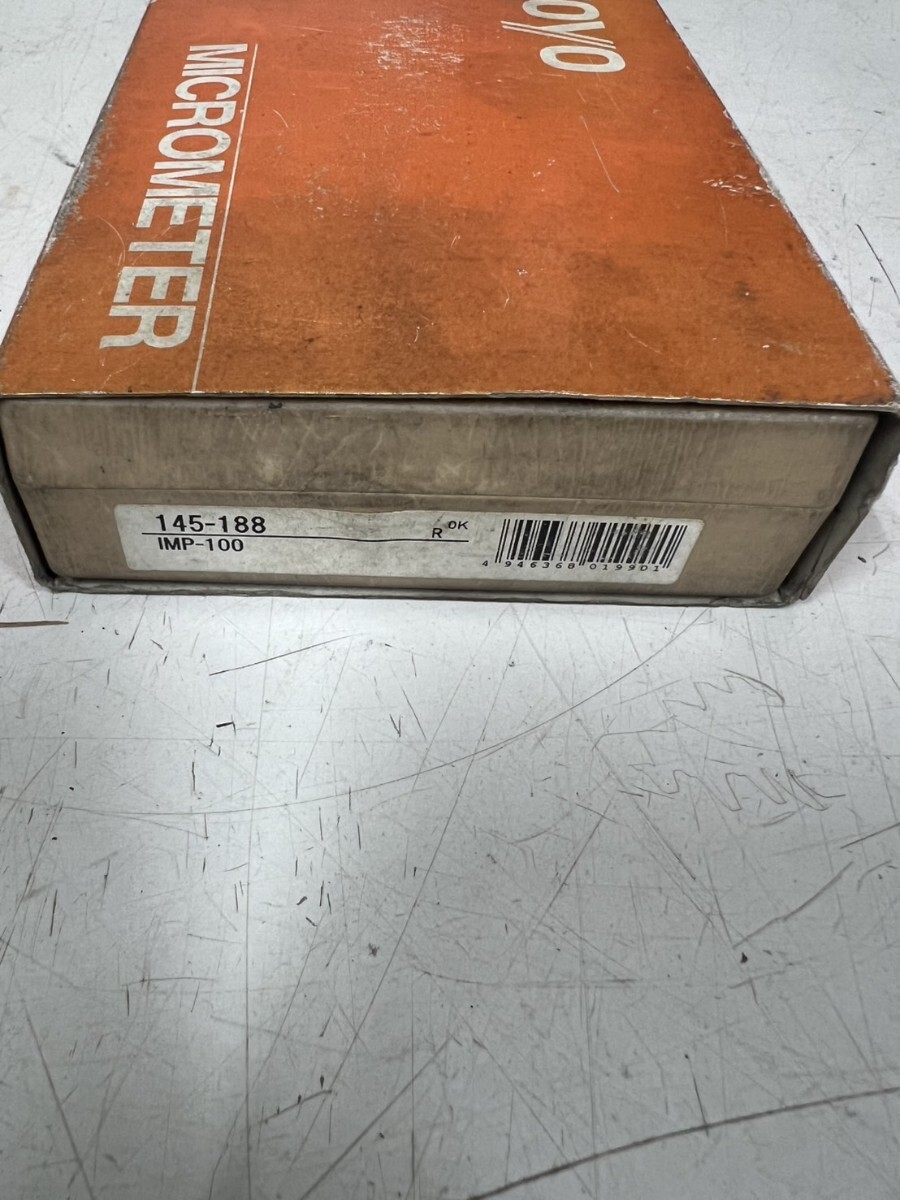 MICROMETER
145-188
R OK
IMP-100
4 946368 019901